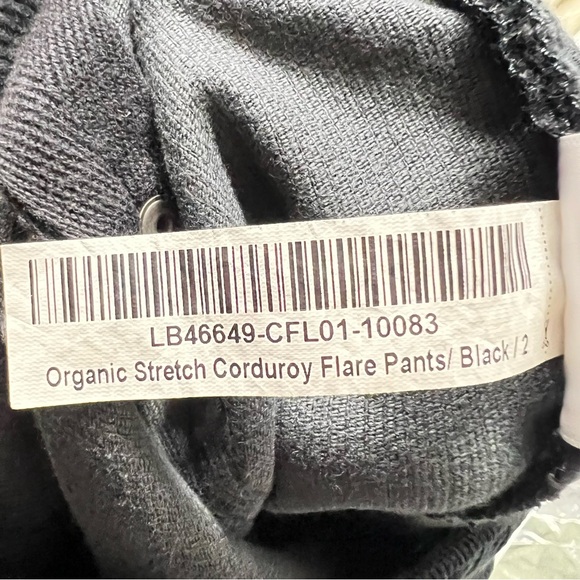 LB46649-CFL01-10083
Organic Stretch Corduroy Flare Pants/ Black / 2